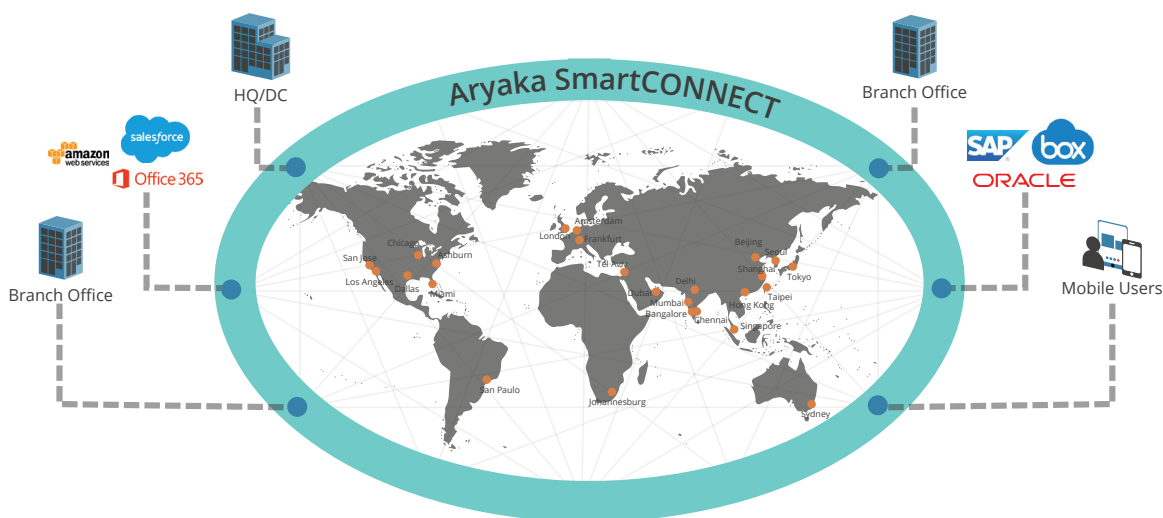 Aryaka SmartCONNECT
HQ/DC
Branch Office
salesforce
amazon
web services
Office 365
SAP
box
ORACLE
Branch Office
Mobile Users
Amsterdam
London
Frankfurt
Chicago
Ashburn
San Jose
Los Angeles
Dallas
Miami
Tel Aviv
Beijing
Seoul
Shanghai
Tokyo
Delhi
Dubai
Mumbai
Hong Kong
Taipei
Bangalore
Chennai
Singapore
San Paulo
Johannesburg
Sydney